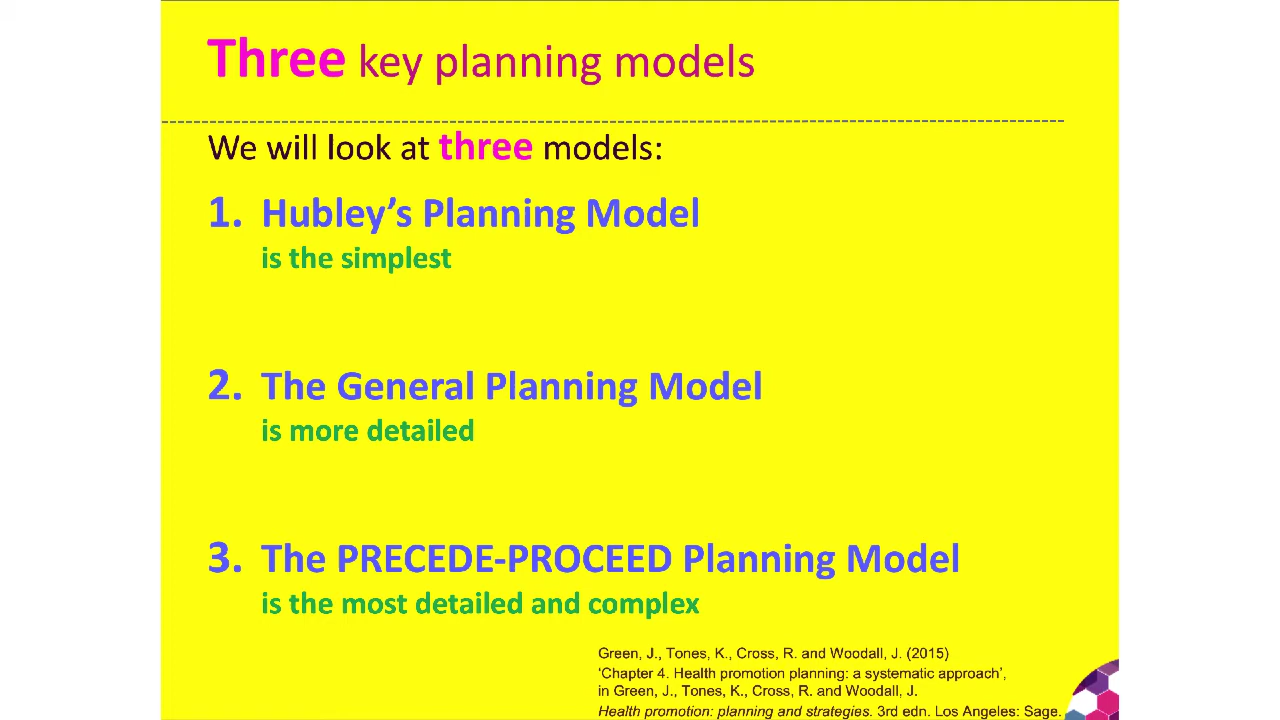 Three key planning models
We will look at three models:
1. Hubley’s Planning Model
is the simplest
2. The General Planning Model
is more detailed
3. The PRECEDE-PROCEED Planning Model
is the most detailed and complex
Green, J., Tones, K., Cross, R. and Woodall, J. (2015)
‘Chapter 4. Health promotion planning: a systematic approach’,
in Green, J., Tones, K., Cross, R. and Woodall, J.
Health promotion: planning and strategies. 3rd edn. Los Angeles: Sage.